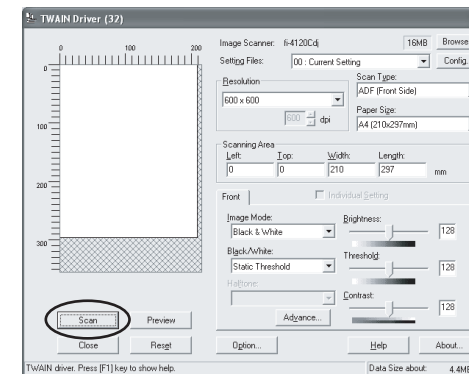 TWAIN Driver (32)
Image Scanner: fi-4120Cdj 16MB Browse
Setting Files: 00 : Current Setting Config.
0 100 200
0
100
200
300
Resolution
600 x 600
600 dpi
Scan Type:
ADF (Front Side)
Paper Size:
A4 (210x297mm)
Scanning Area
Left: Top: Width: Length:
0 0 210 297 mm
Front Individual Setting
Image Mode:
Black & White
Black/White:
Static Threshold
Halftone:
Advance...
Brightness:
128
Threshold:
128
Contrast:
128
Scan Preview
Close Reset Option... Help About...
TWAIN driver. Press [F1] key to show help. Data Size about: 4.4MB